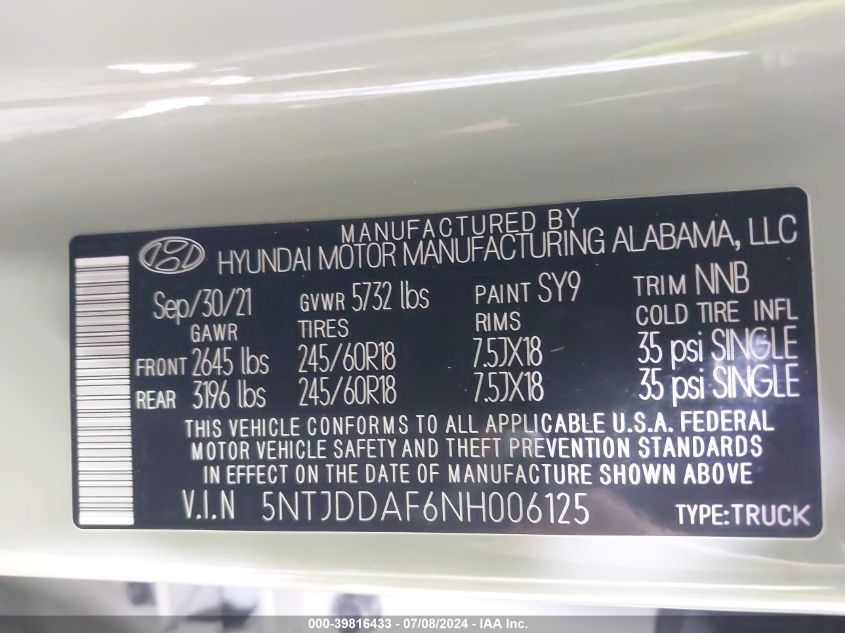 MANUFACTURED BY
HYUNDAI MOTOR MANUFACTURING ALABAMA, LLC
Sep/30/21 GVWR 5732 lbs PAINT SY9 TRIM NNB
GAWR TIRES RIMS COLD TIRE INFL
FRONT 2645 lbs 245/60R18 7.5JX18 35 psi SINGLE
REAR 3196 lbs 245/60R18 7.5JX18 35 psi SINGLE
THIS VEHICLE CONFORMS TO ALL APPLICABLE U.S.A. FEDERAL
MOTOR VEHICLE SAFETY AND THEFT PREVENTION STANDARDS
IN EFFECT ON THE DATE OF MANUFACTURE SHOWN ABOVE
V.I.N 5NTJDDAF6NH006125 TYPE:TRUCK
000-39816433 - 07/08/2024 - IAA Inc.